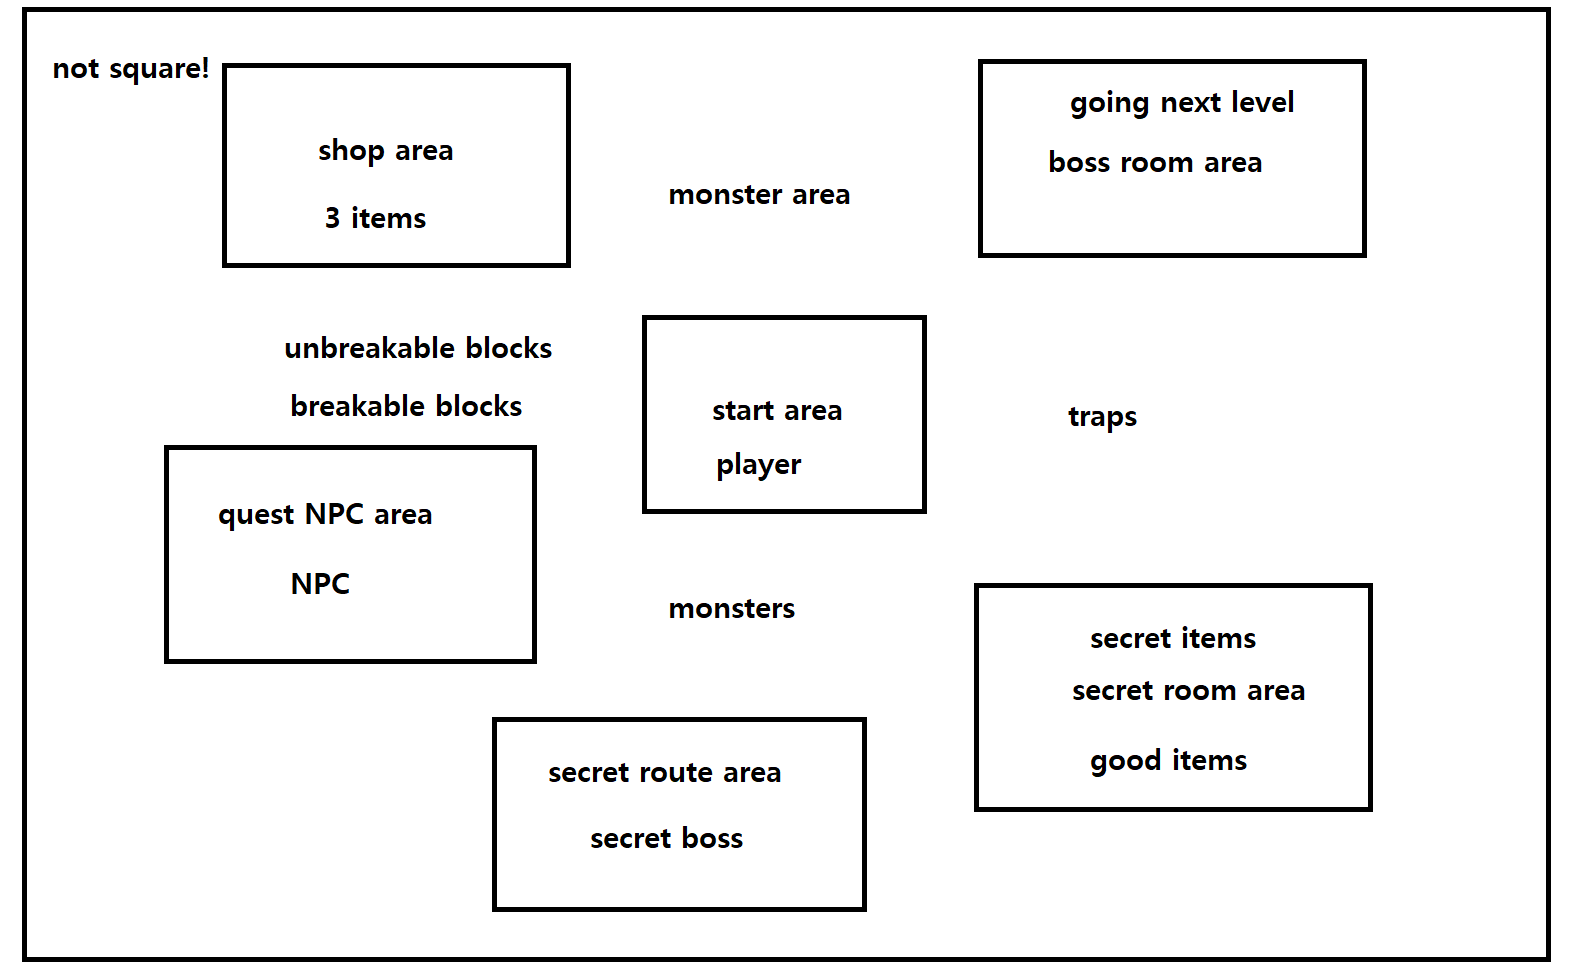 not square!
shop area
3 items
monster area
going next level
boss room area
unbreakable blocks
breakable blocks
start area
player
traps
quest NPC area
NPC
monsters
secret items
secret room area
good items
secret route area
secret boss